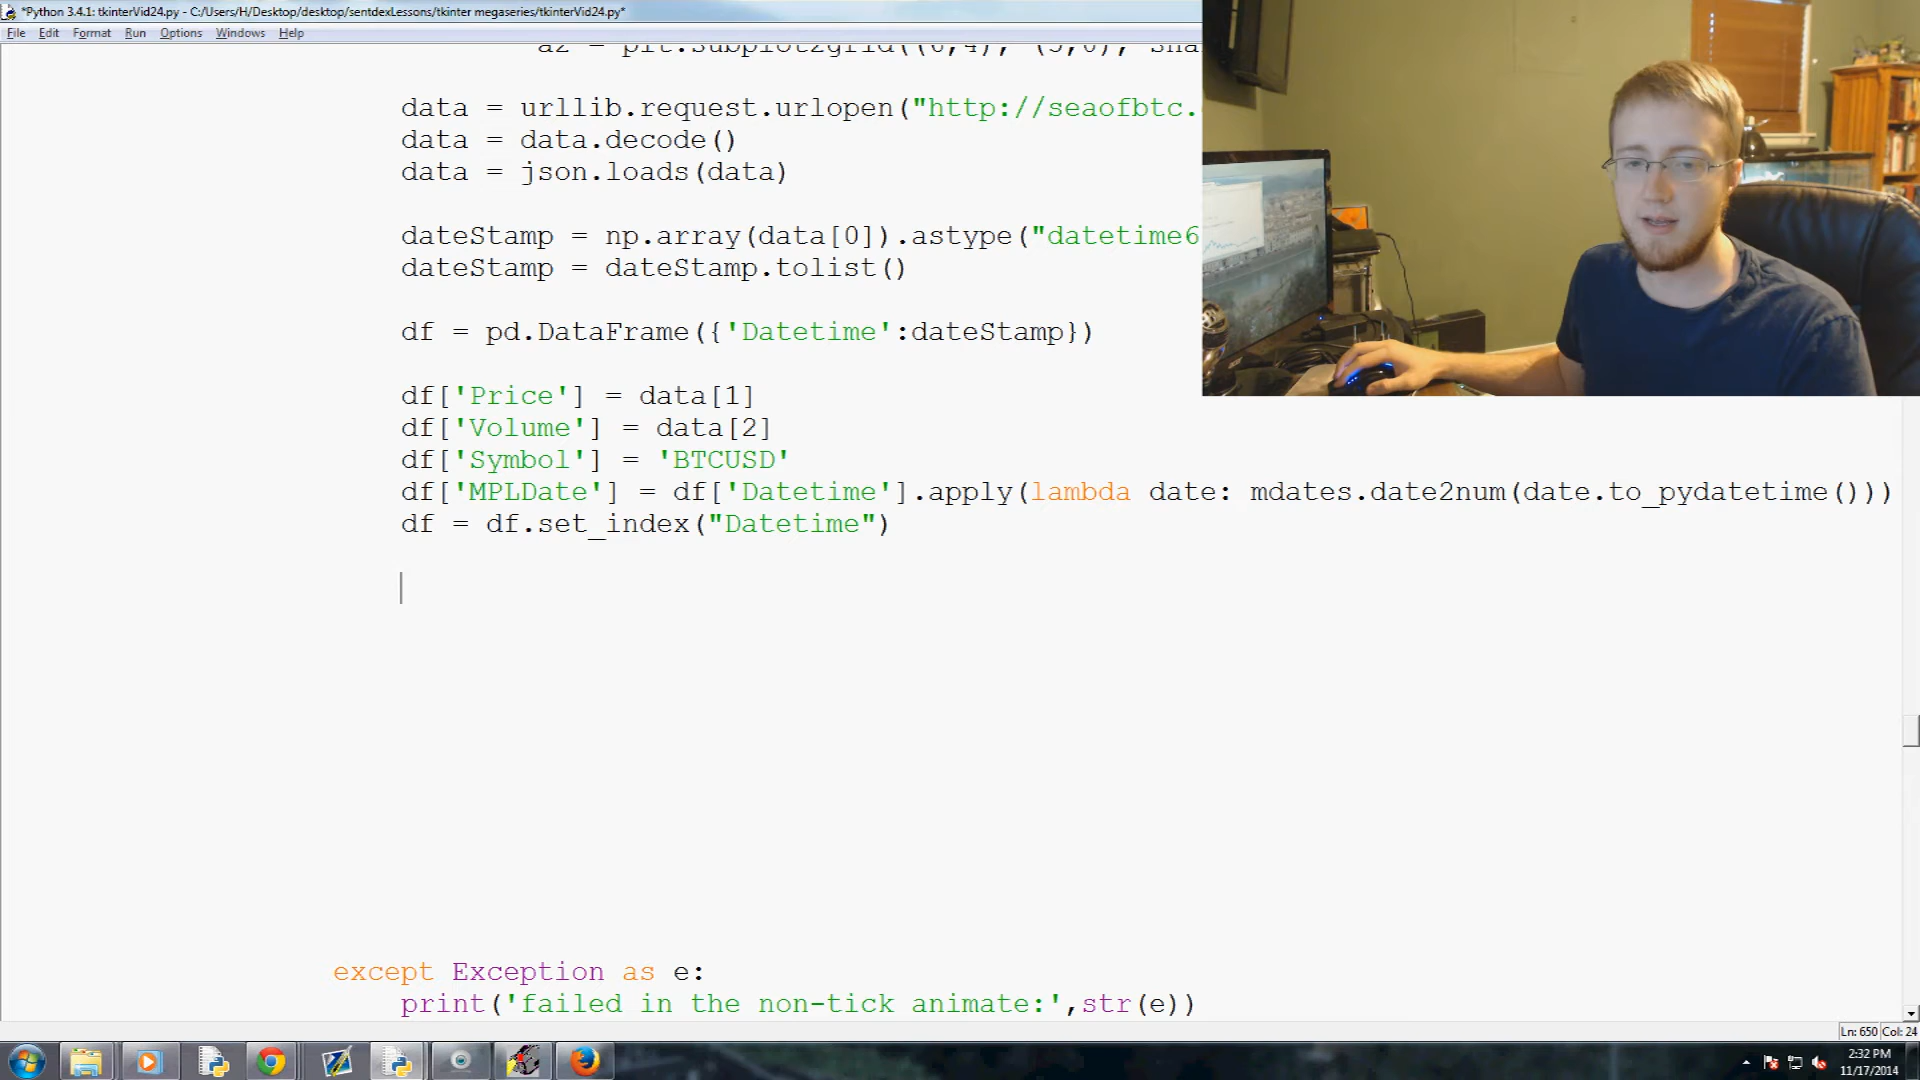 *Python 3.4.1: tkinterVid24.py - C:/Users/H/Desktop/desktop/sentdexLessons/tkinter megaseries/tkinterVid24.py*
File Edit Format Run Options Windows Help
data = urllib.request.urlopen("http://seaofbtc.
data = data.decode()
data = json.loads(data)
dateStamp = np.array(data[0]).astype("datetime6
dateStamp = dateStamp.tolist()
df = pd.DataFrame({'Datetime':dateStamp})
df['Price'] = data[1]
df['Volume'] = data[2]
df['Symbol'] = 'BTCUSD'
df['MPLDate'] = df['Datetime'].apply(lambda date: mdates.date2num(date.to_pydatetime()))
df = df.set_index("Datetime")
except Exception as e:
print('failed in the non-tick animate:',str(e))
Ln: 650 Col: 24
2:32 PM
11/17/2014